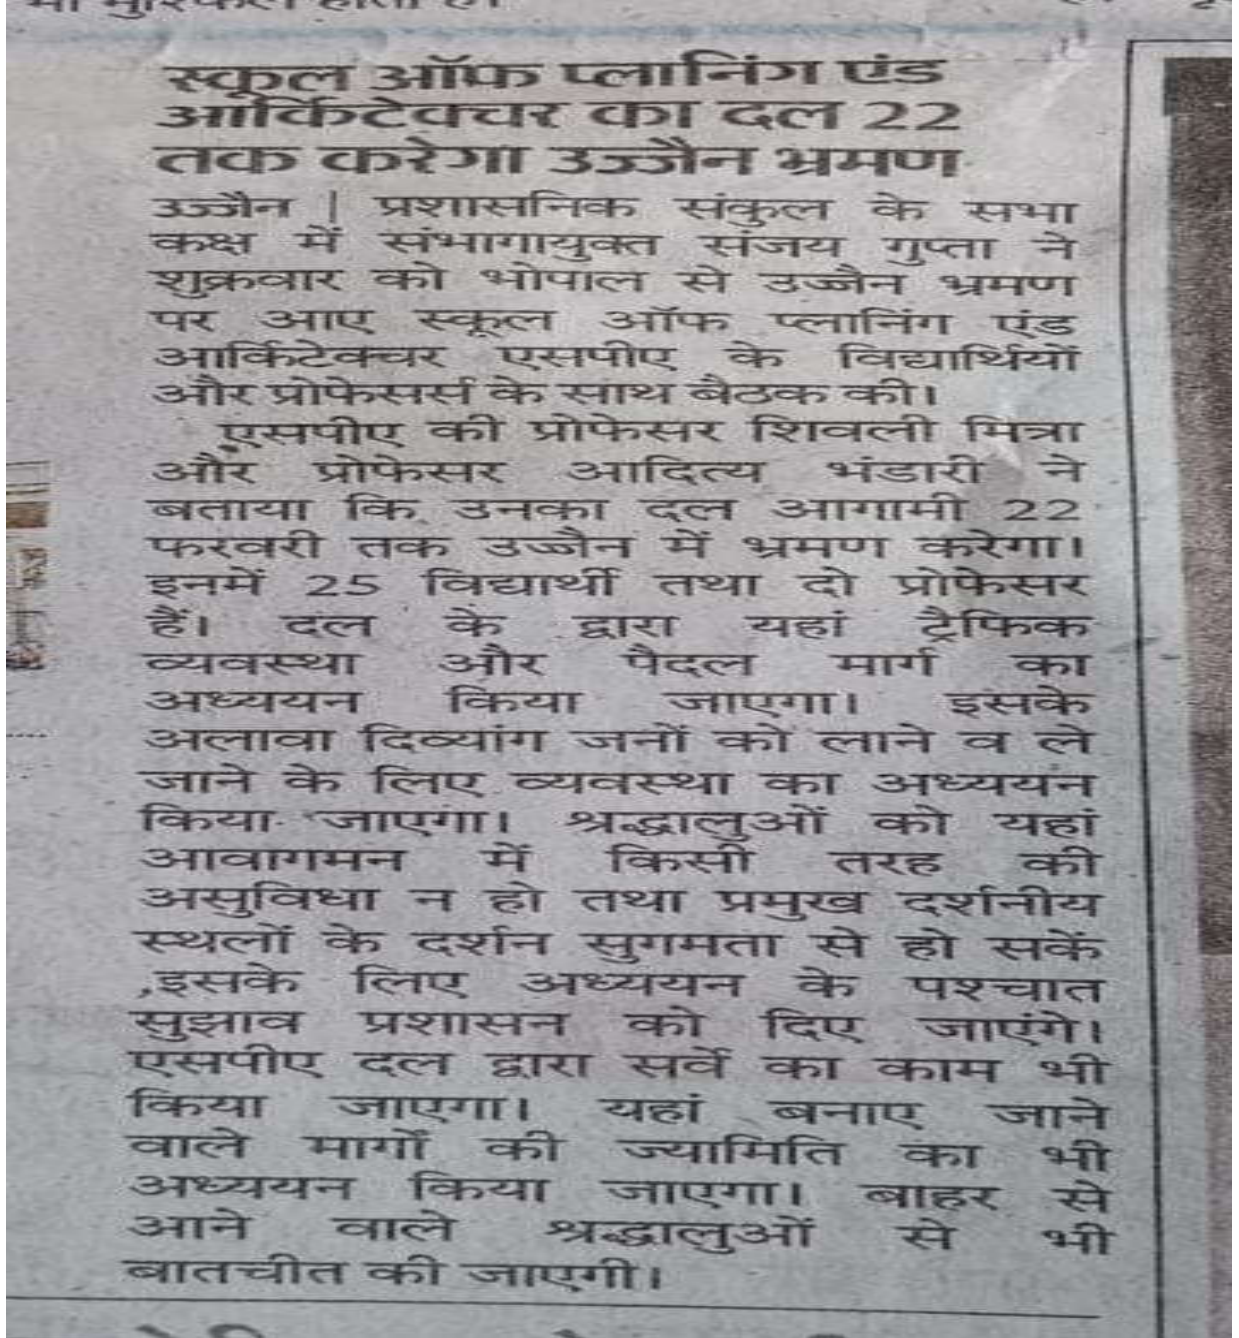 स्कूल ऑफ प्लानिंग एंड
आर्किटेक्चर का दल 22
तक करेगा उज्जैन भ्रमण
उज्जैन | प्रशासनिक संकुल के सभा
कक्ष में संभागायुक्त संजय गुप्ता ने
शुक्रवार को भोपाल से उज्जैन भ्रमण
पर आए स्कूल ऑफ प्लानिंग एंड
आर्किटेक्चर एसपीए के विद्यार्थियों
और प्रोफेसर्स के साथ बैठक की।
एसपीए की प्रोफेसर शिवली मित्रा
और प्रोफेसर आदित्य भंडारी ने
बताया कि उनका दल आगामी 22
फरवरी तक उज्जैन में भ्रमण करेगा।
इनमें 25 विद्यार्थी तथा दो प्रोफेसर
हैं। दल के द्वारा यहां ट्रैफिक
व्यवस्था और पैदल मार्ग का
अध्ययन किया जाएगा। इसके
अलावा दिव्यांग जनों को लाने व ले
जाने के लिए व्यवस्था का अध्ययन
किया जाएगा। श्रद्धालुओं को यहां
आवागमन में किसी तरह की
असुविधा न हो तथा प्रमुख दर्शनीय
स्थलों के दर्शन सुगमता से हो सकें
,इसके लिए अध्ययन के पश्चात
सुझाव प्रशासन को दिए जाएंगे।
एसपीए दल द्वारा सर्वे का काम भी
किया जाएगा। यहां बनाए जाने
वाले मार्गों की ज्यामिति का भी
अध्ययन किया जाएगा। बाहर से
आने वाले श्रद्धालुओं से भी
बातचीत की जाएगी।